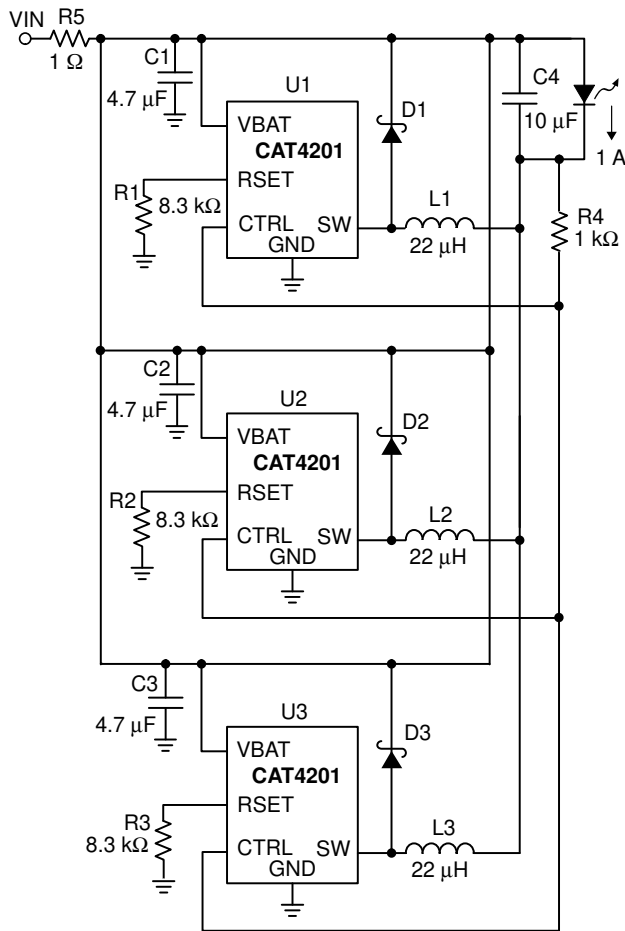 VIN
R5
1 Ω
C1
4.7 μF
U1
VBAT
CAT4201
RSET
CTRL
SW
GND
R1
8.3 kΩ
D1
L1
22 μH
C4
10 μF
1 A
R4
1 kΩ
C2
4.7 μF
U2
VBAT
CAT4201
RSET
CTRL
SW
GND
R2
8.3 kΩ
D2
L2
22 μH
C3
4.7 μF
U3
VBAT
CAT4201
RSET
CTRL
SW
GND
R3
8.3 kΩ
D3
L3
22 μH